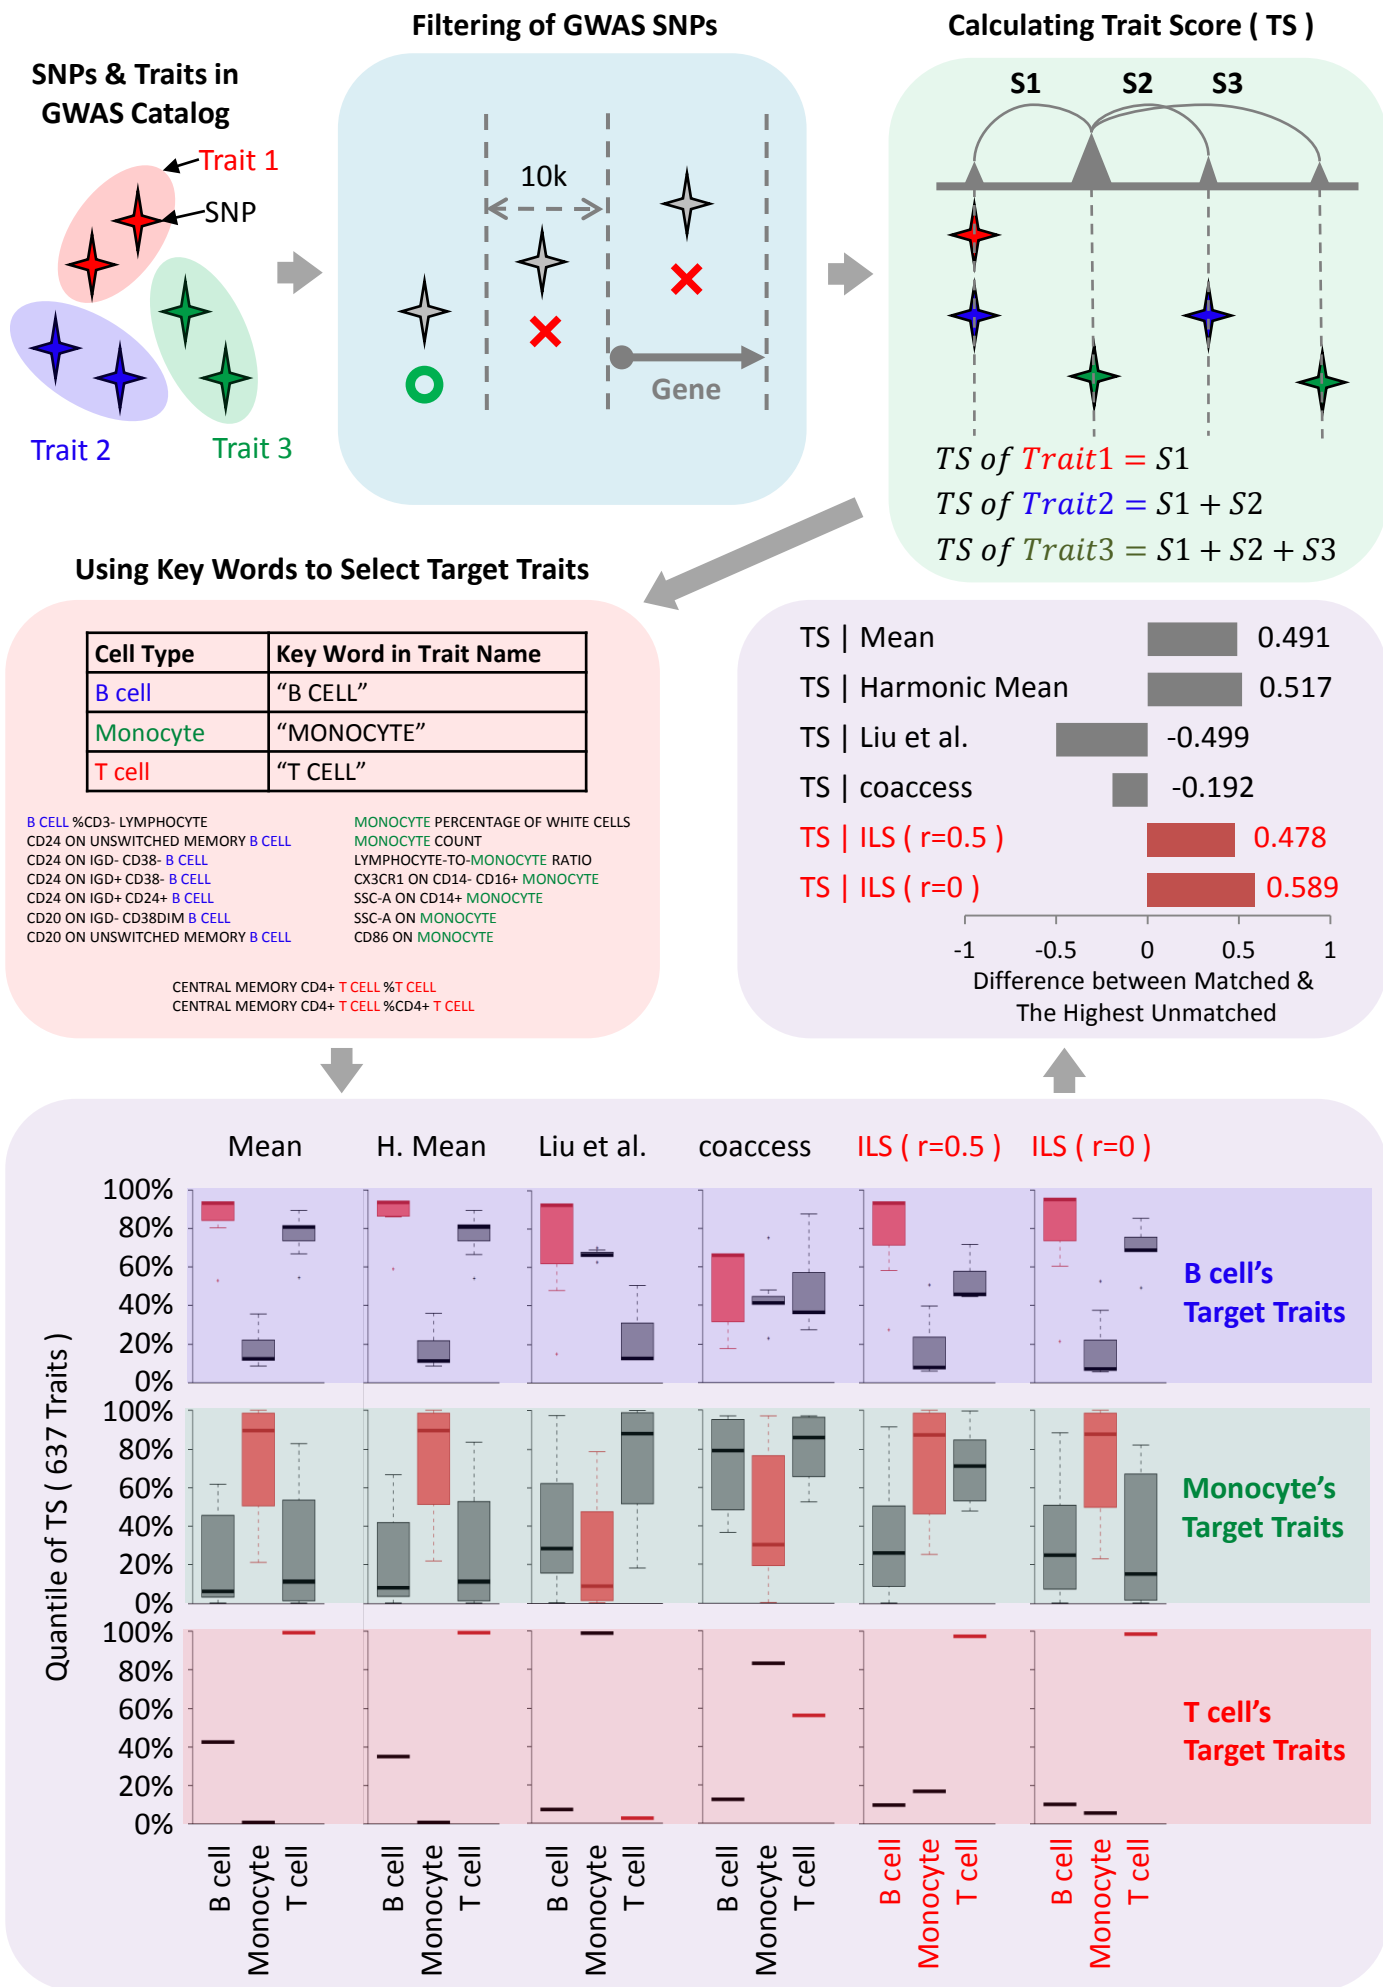 Filtering of GWAS SNPs
Calculating Trait Score ( TS )
SNPs & Traits in
GWAS Catalog
Trait 1
SNP
Trait 2
Trait 3
10k
Gene
S1
S2
S3
TS of Trait1 = S1
TS of Trait2 = S1 + S2
TS of Trait3 = S1 + S2 + S3
Using Key Words to Select Target Traits
Cell Type
Key Word in Trait Name
B cell
“B CELL”
Monocyte
“MONOCYTE”
T cell
“T CELL”
B CELL %CD3- LYMPHOCYTE
CD24 ON UNSWITCHED MEMORY B CELL
CD24 ON IGD- CD38- B CELL
CD24 ON IGD+ CD38- B CELL
CD24 ON IGD+ CD24+ B CELL
CD20 ON IGD- CD38DIM B CELL
CD20 ON UNSWITCHED MEMORY B CELL
MONOCYTE PERCENTAGE OF WHITE CELLS
MONOCYTE COUNT
LYMPHOCYTE-TO-MONOCYTE RATIO
CX3CR1 ON CD14- CD16+ MONOCYTE
SSC-A ON CD14+ MONOCYTE
SSC-A ON MONOCYTE
CD86 ON MONOCYTE
CENTRAL MEMORY CD4+ T CELL %T CELL
CENTRAL MEMORY CD4+ T CELL %CD4+ T CELL
TS | Mean
0.491
TS | Harmonic Mean
0.517
TS | Liu et al.
-0.499
TS | coaccess
-0.192
TS | ILS ( r=0.5 )
0.478
TS | ILS ( r=0 )
0.589
-1
-0.5
0
0.5
1
Difference between Matched &
The Highest Unmatched
Mean
H. Mean
Liu et al.
coaccess
ILS ( r=0.5 )
ILS ( r=0 )
Quantile of TS ( 637 Traits )
100%
80%
60%
40%
20%
0%
B cell’s
Target Traits
100%
80%
60%
40%
20%
0%
Monocyte’s
Target Traits
100%
80%
60%
40%
20%
0%
T cell’s
Target Traits
B cell
Monocyte
T cell
B cell
Monocyte
T cell
B cell
Monocyte
T cell
B cell
Monocyte
T cell
B cell
Monocyte
T cell
B cell
Monocyte
T cell